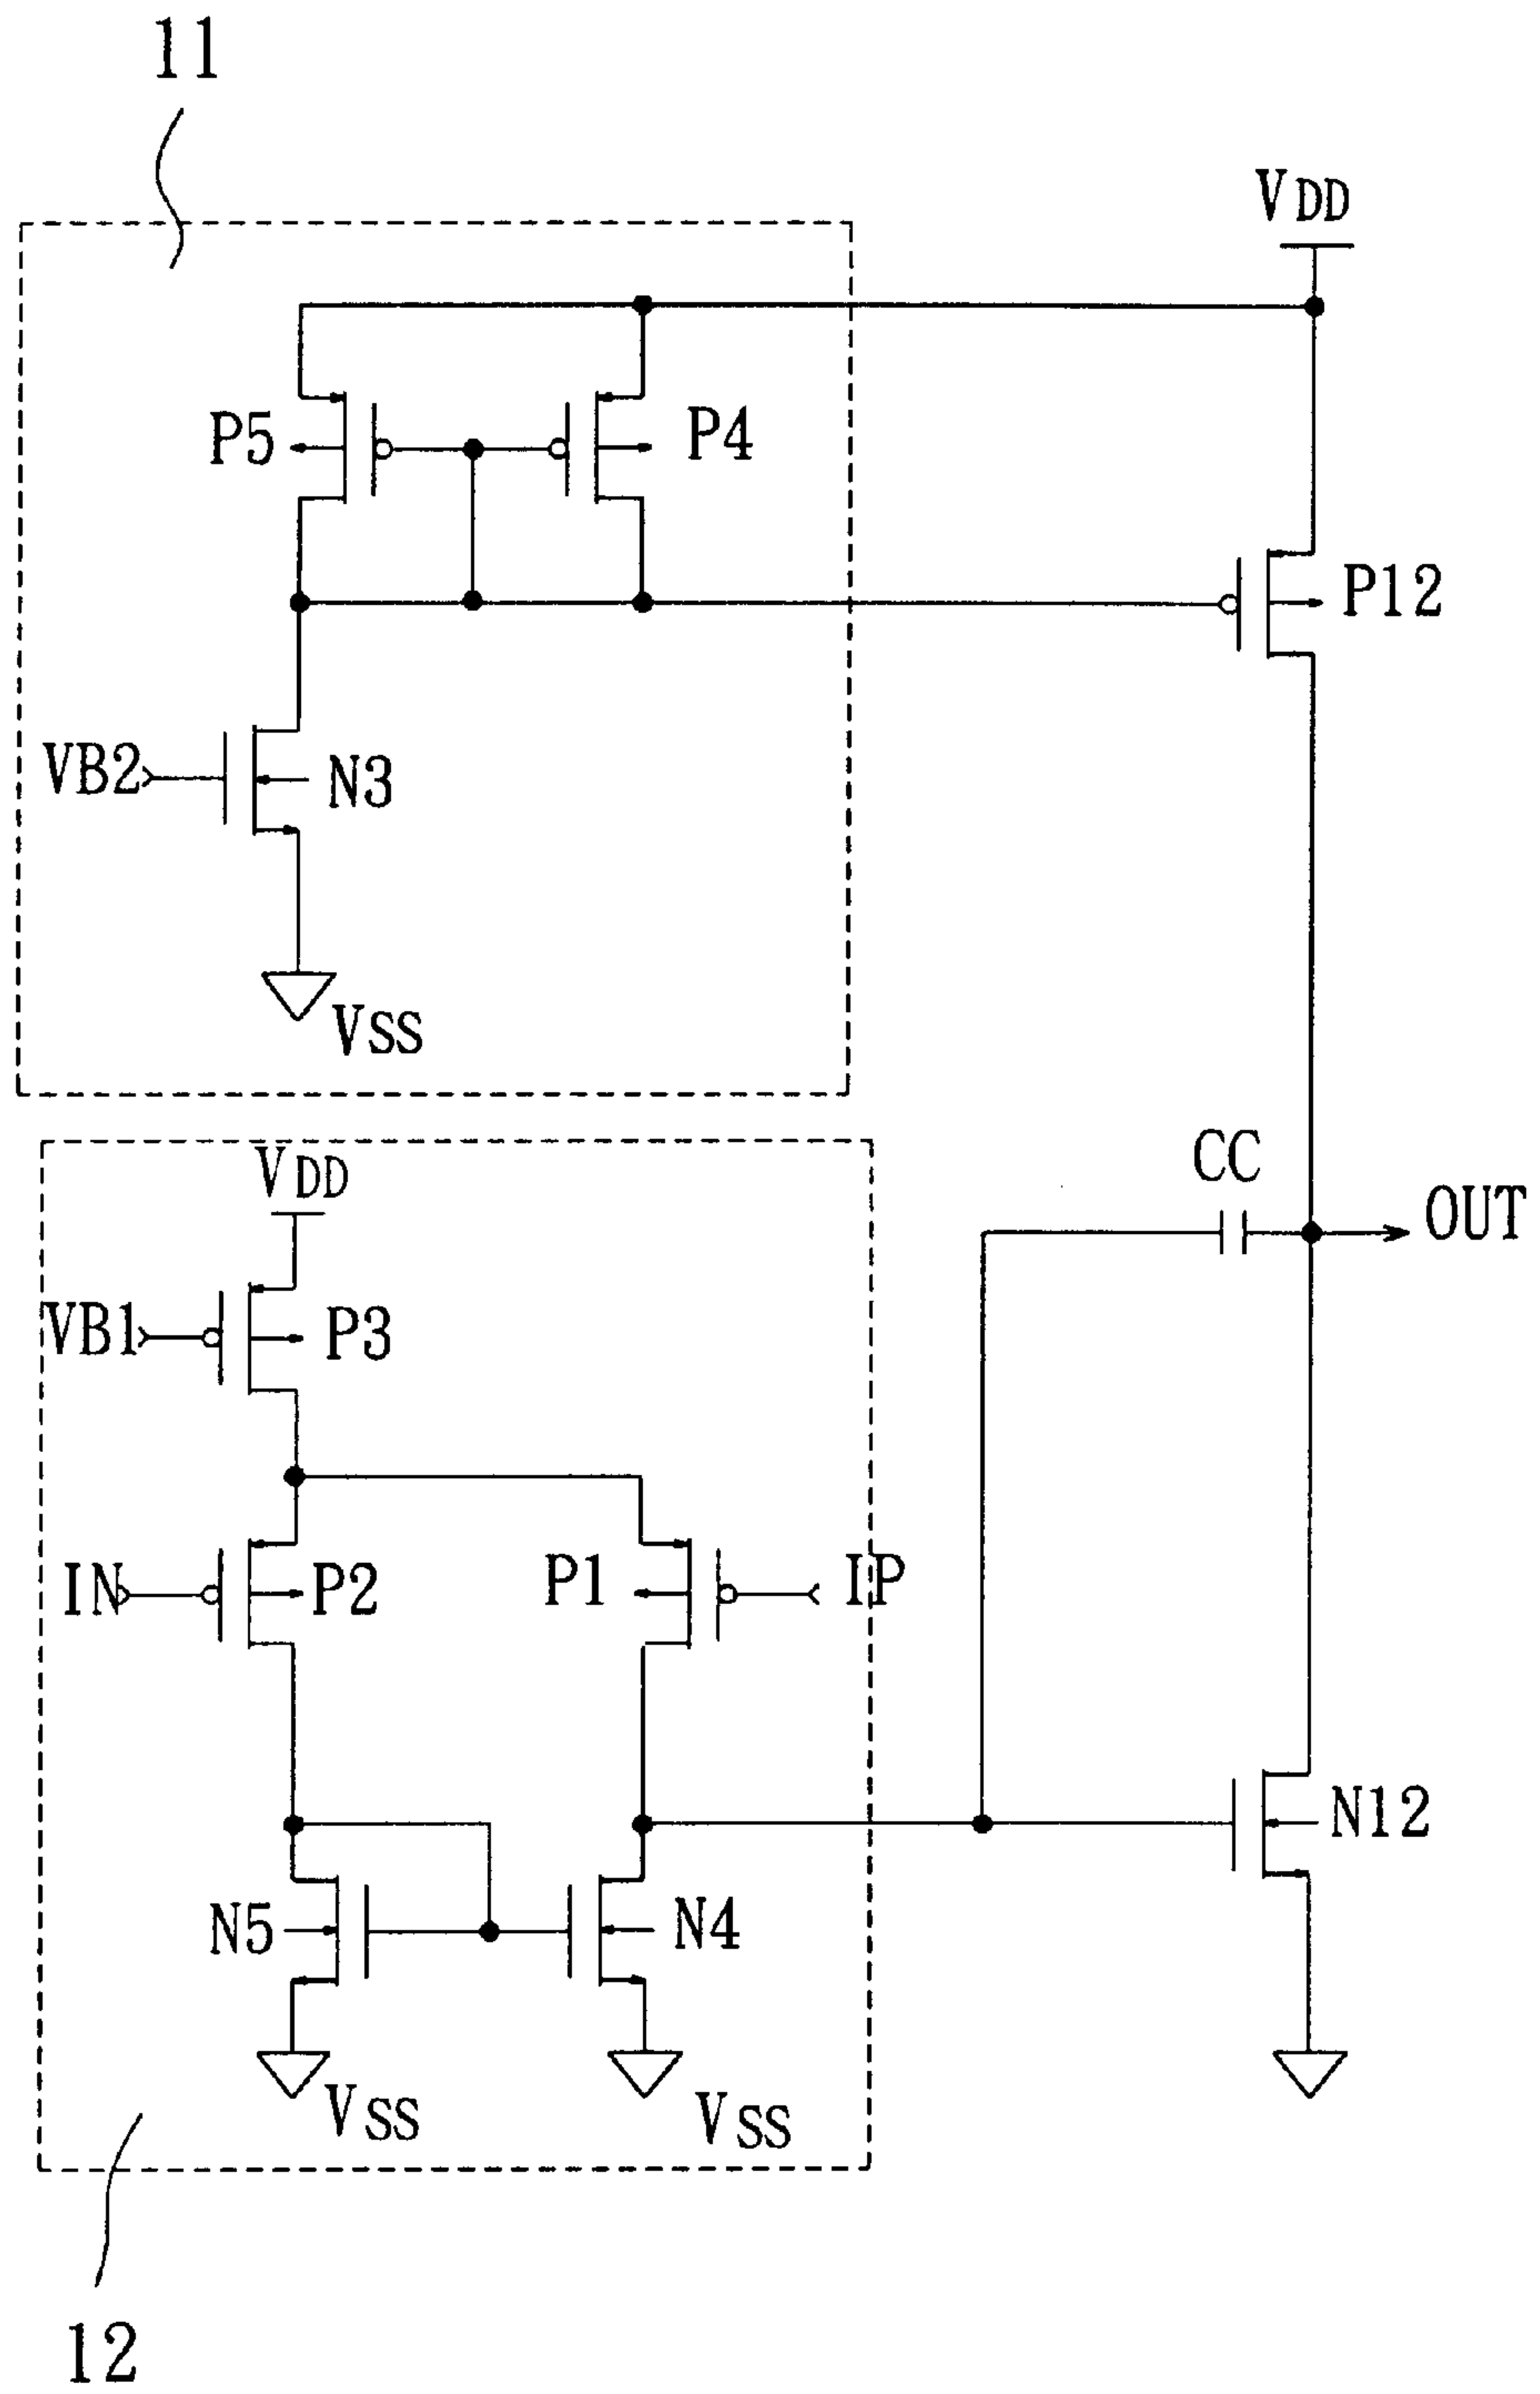 11
VDD
P5
P4
P12
VB2
N3
VSS
VDD
CC
OUT
VB1
P3
IN
P2
P1
IP
N12
N5
N4
VSS
VSS
12